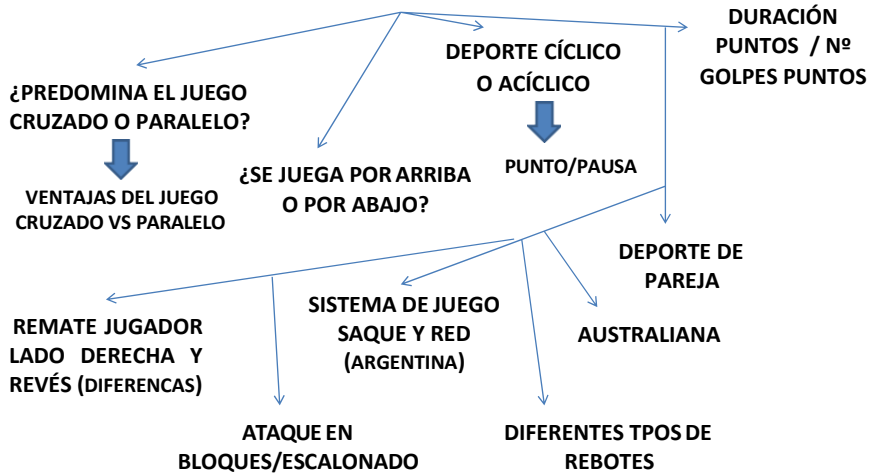 DURACIÓN
PUNTOS / Nº
GOLPES PUNTOS
DEPORTE CÍCLICO
O ACÍCLICO
¿PREDOMINA EL JUEGO
CRUZADO O PARALELO?
¿SE JUEGA POR ARRIBA
O POR ABAJO?
PUNTO/PAUSA
VENTAJAS DEL JUEGO
CRUZADO VS PARALELO
DEPORTE DE
PAREJA
SISTEMA DE JUEGO
SAQUE Y RED
(ARGENTINA)
AUSTRALIANA
REMATE JUGADOR
LADO DERECHA Y
REVÉS (DIFERENCAS)
ATAQUE EN
BLOQUES/ESCALONADO
DIFERENTES TPOS DE
REBOTES